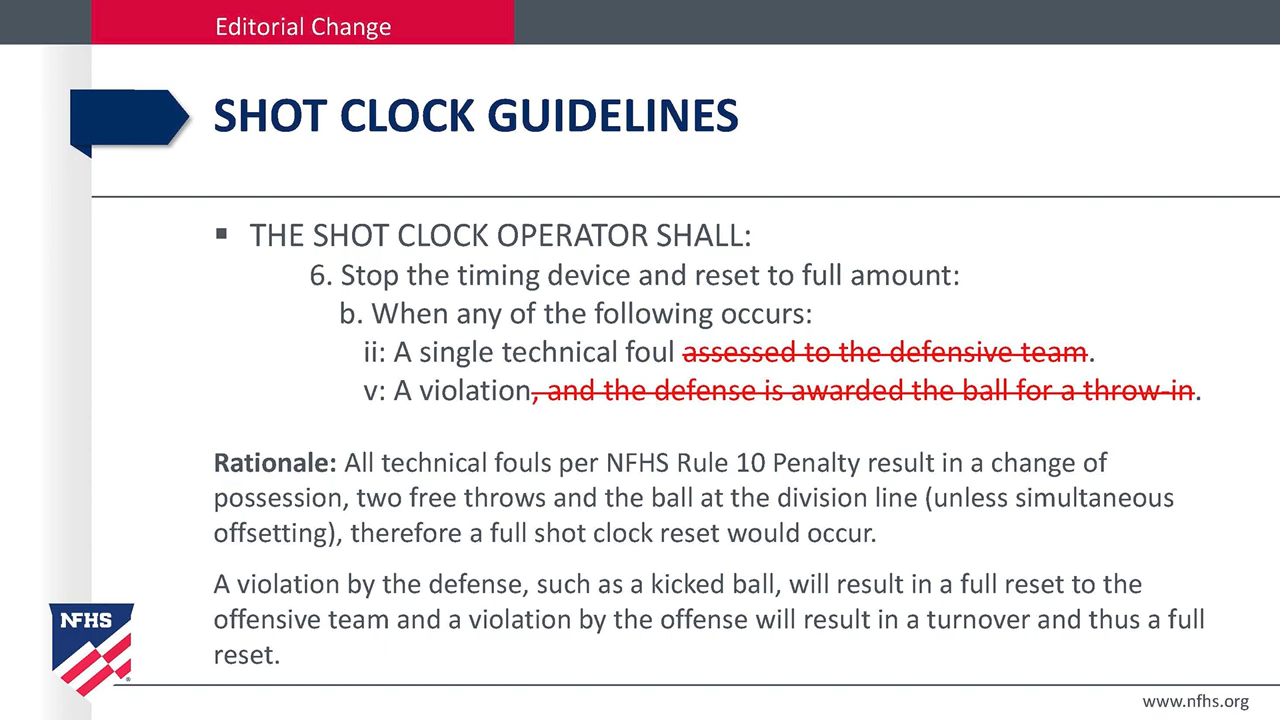 Editorial Change
SHOT CLOCK GUIDELINES
▪ THE SHOT CLOCK OPERATOR SHALL:
6. Stop the timing device and reset to full amount:
b. When any of the following occurs:
ii: A single technical foul assessed to the defensive team.
v: A violation, and the defense is awarded the ball for a throw-in.
Rationale: All technical fouls per NFHS Rule 10 Penalty result in a change of
possession, two free throws and the ball at the division line (unless simultaneous
offsetting), therefore a full shot clock reset would occur.
A violation by the defense, such as a kicked ball, will result in a full reset to the
offensive team and a violation by the offense will result in a turnover and thus a full
reset.
NFHS
®
www.nfhs.org